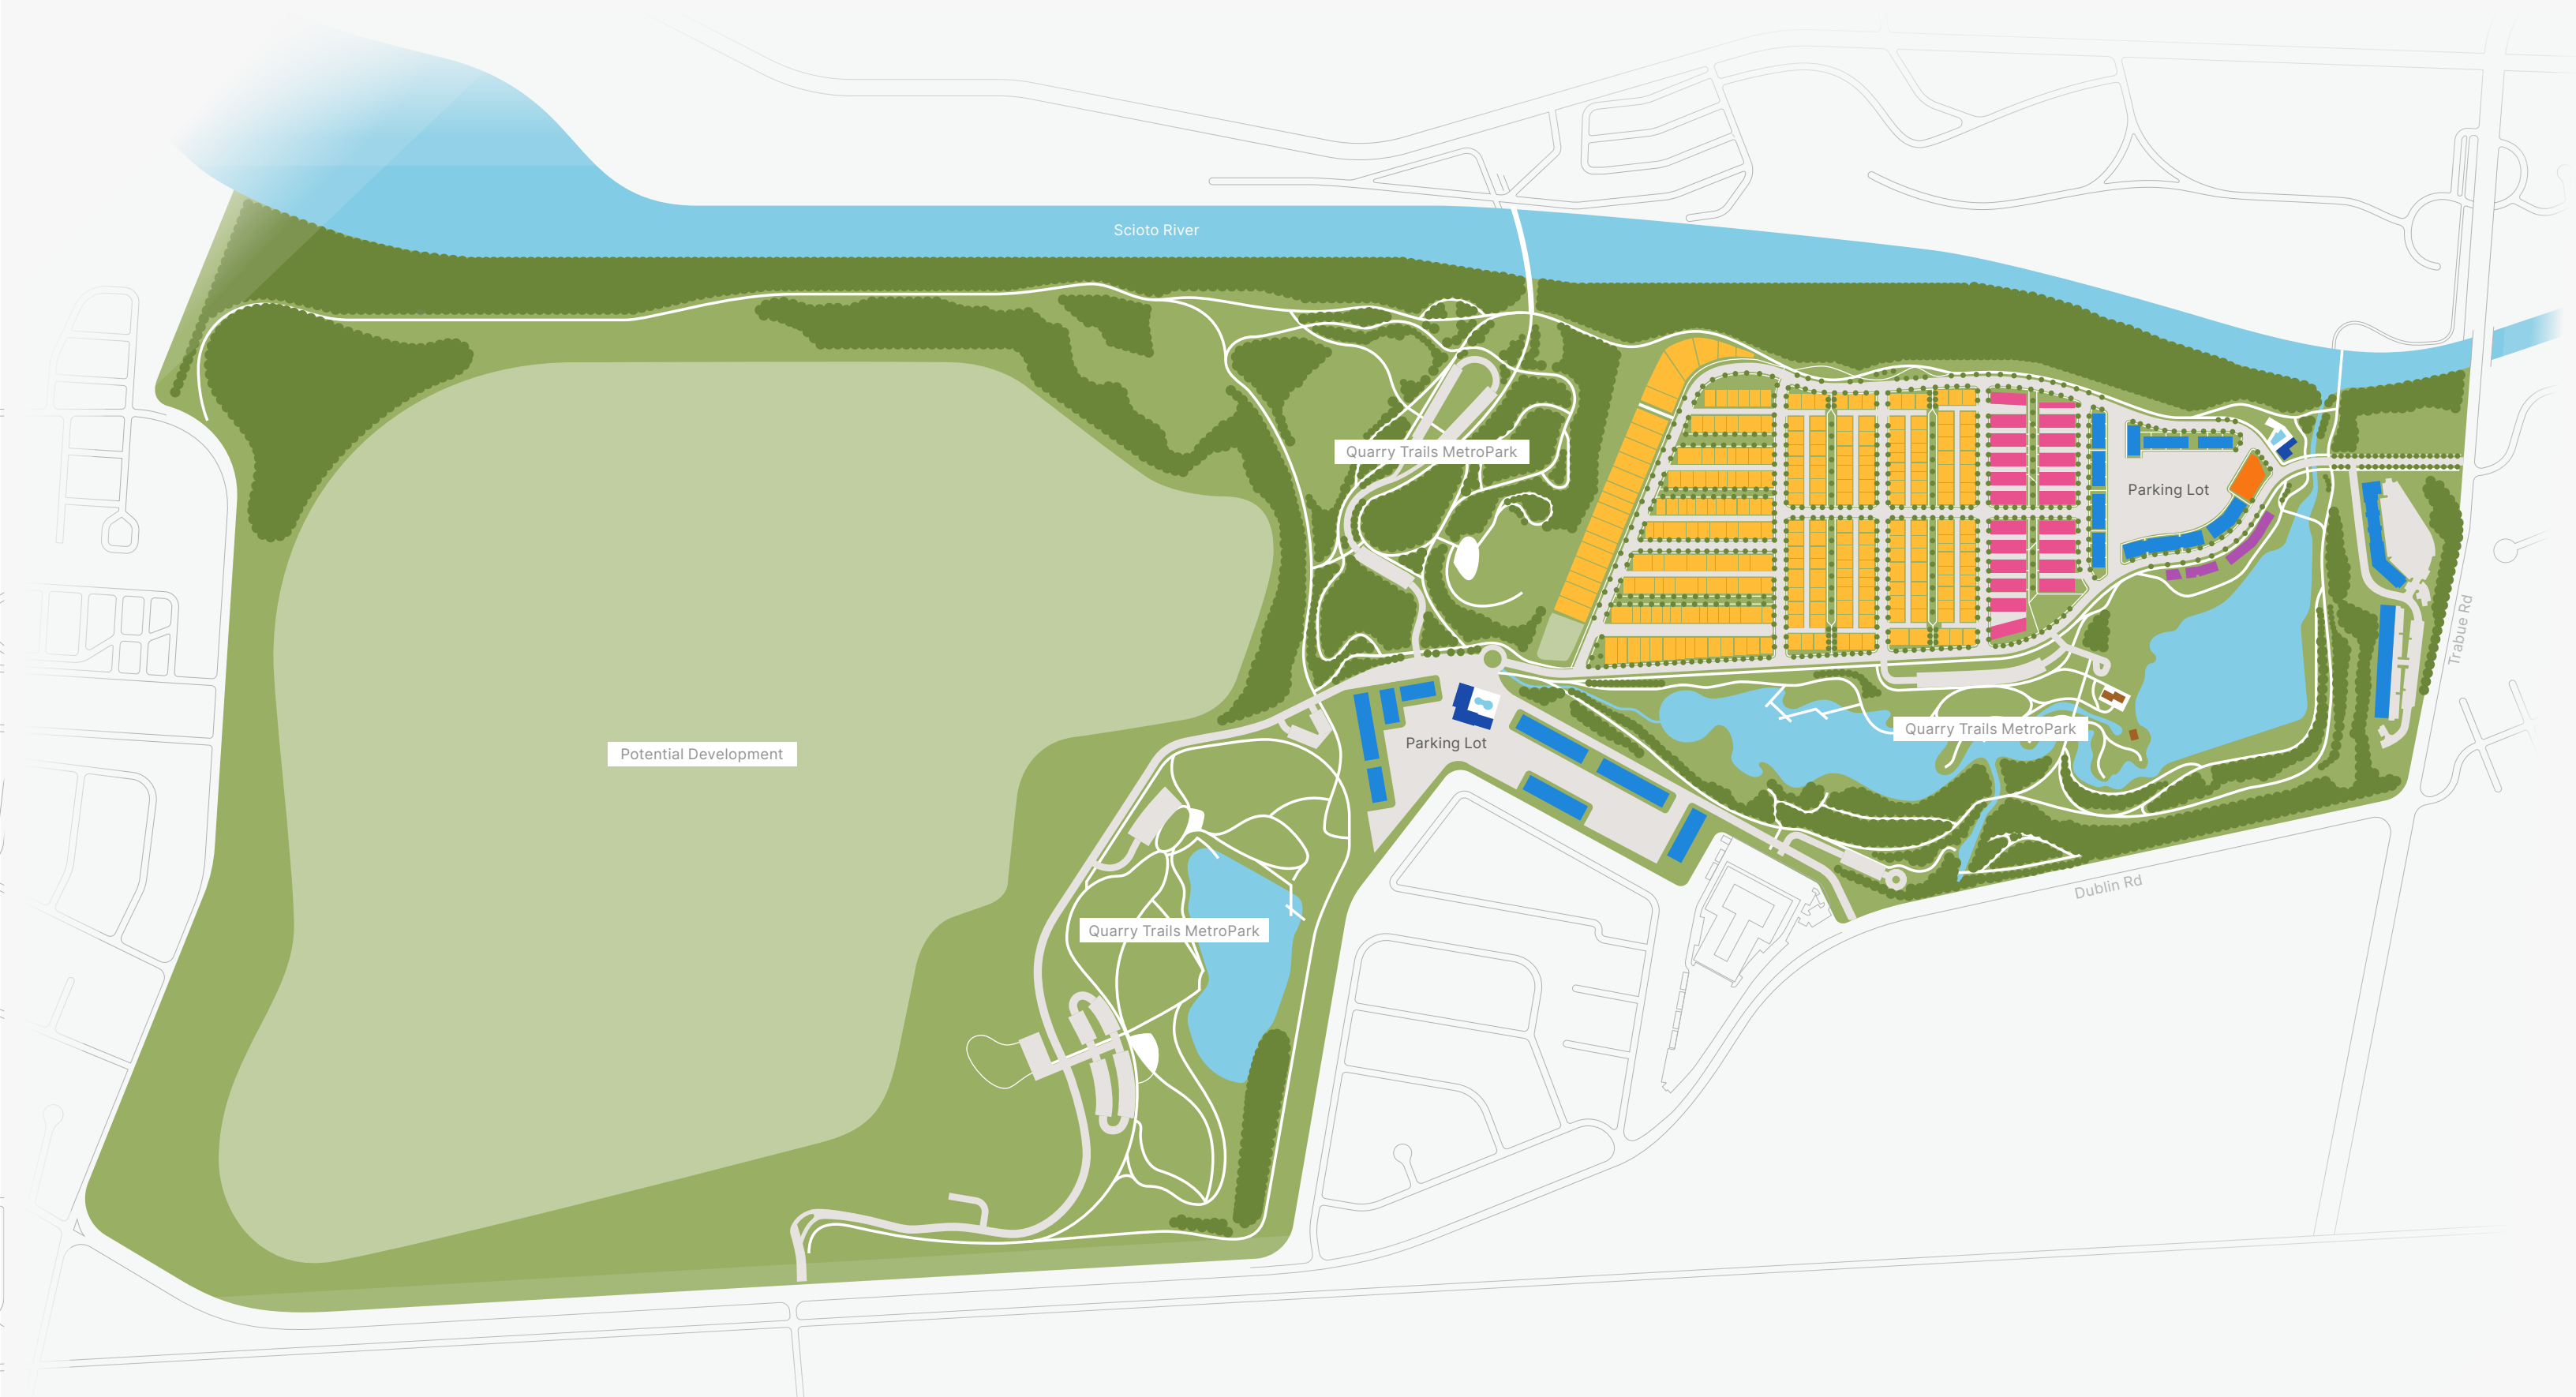 Scioto River
Quarry Trails MetroPark
Parking Lot
Trabue Rd
Quarry Trails MetroPark
Parking Lot
Potential Development
Dublin Rd
Quarry Trails MetroPark